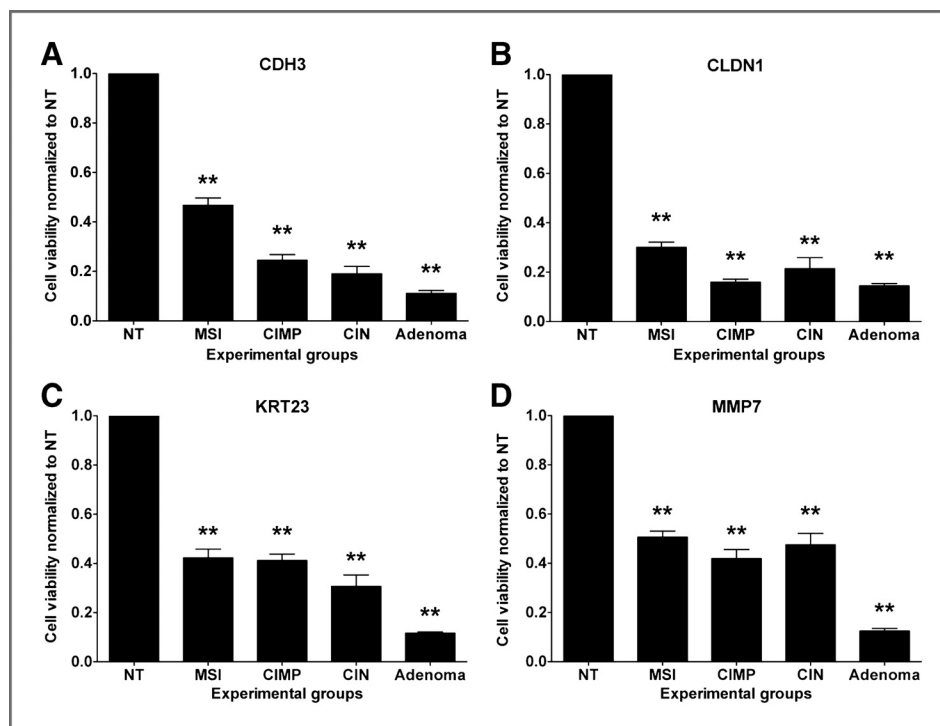 A
CDH3
Cell viability normalized to NT
1.0
0.8
0.6
0.4
0.2
0.0
**
**
**
**
NT MSI CIMP CIN Adenoma
Experimental groups
B
CLDN1
Cell viability normalized to NT
1.0
0.8
0.6
0.4
0.2
0.0
**
**
**
**
NT MSI CIMP CIN Adenoma
Experimental groups
C
KRT23
Cell viability normalized to NT
1.0
0.8
0.6
0.4
0.2
0.0
**
**
**
**
NT MSI CIMP CIN Adenoma
Experimental groups
D
MMP7
Cell viability normalized to NT
1.0
0.8
0.6
0.4
0.2
0.0
**
**
**
**
NT MSI CIMP CIN Adenoma
Experimental groups